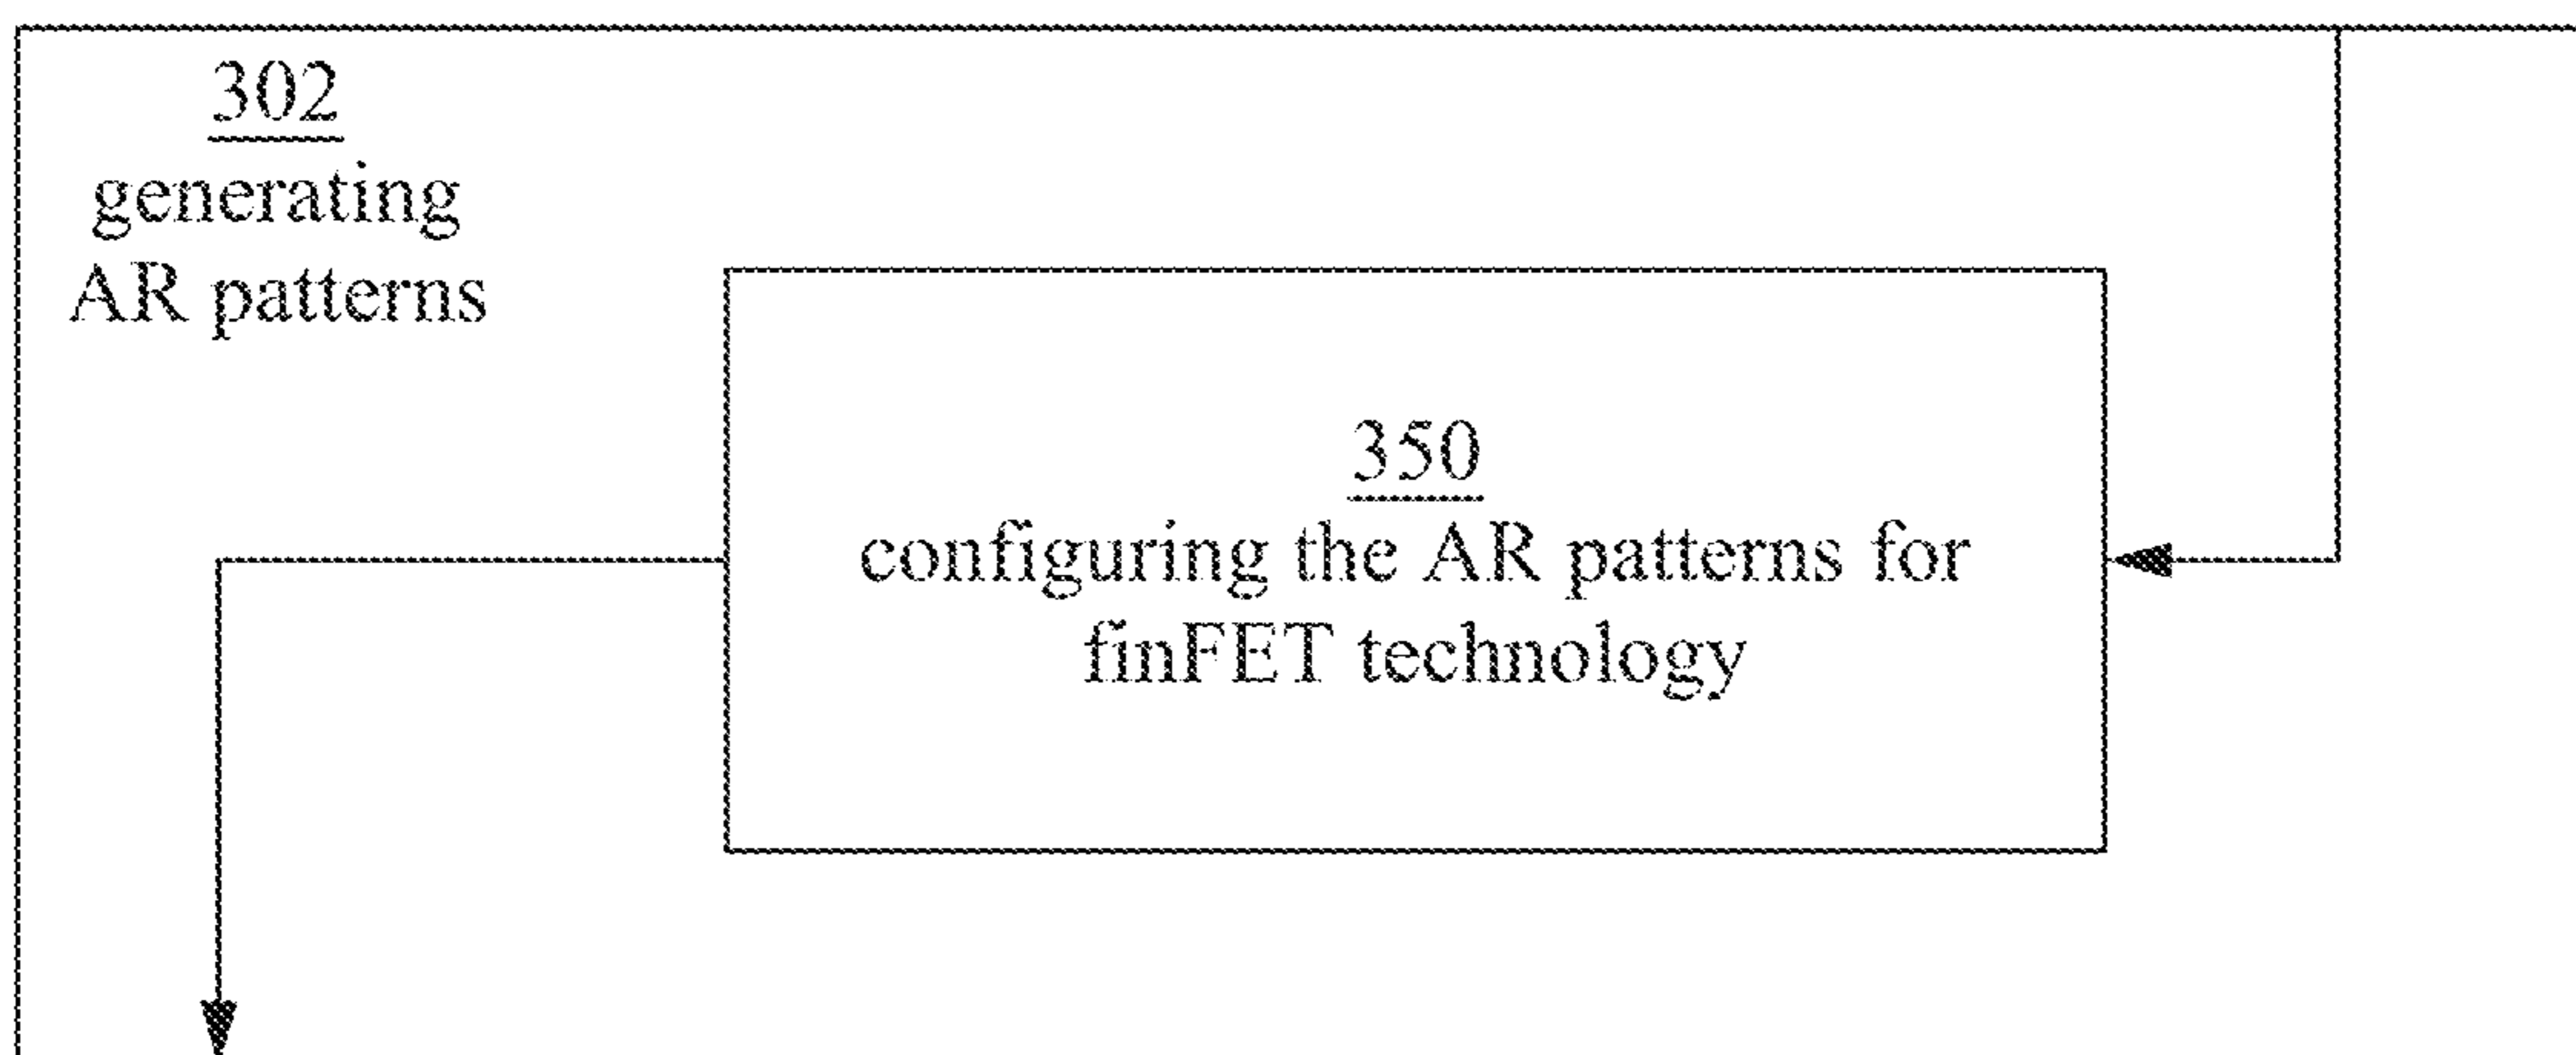 302
generating
AR patterns
350
configuring the AR patterns for
finFET technology